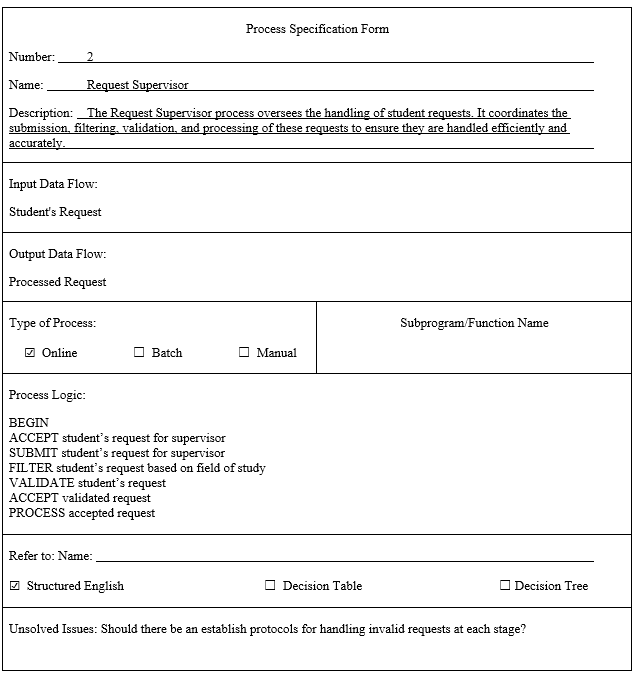 Process Specification Form
Number: 2
Name: Request Supervisor
Description: The Request Supervisor process oversees the handling of student requests. It coordinates the
submission, filtering, validation, and processing of these requests to ensure they are handled efficiently and
accurately.
Input Data Flow:
Student's Request
Output Data Flow:
Processed Request
Type of Process:
Subprogram/Function Name
☑ Online ☐ Batch ☐ Manual
Process Logic:
BEGIN
ACCEPT student’s request for supervisor
SUBMIT student’s request for supervisor
FILTER student’s request based on field of study
VALIDATE student’s request
ACCEPT validated request
PROCESS accepted request
Refer to: Name:
☑ Structured English ☐ Decision Table ☐ Decision Tree
Unsolved Issues: Should there be an establish protocols for handling invalid requests at each stage?